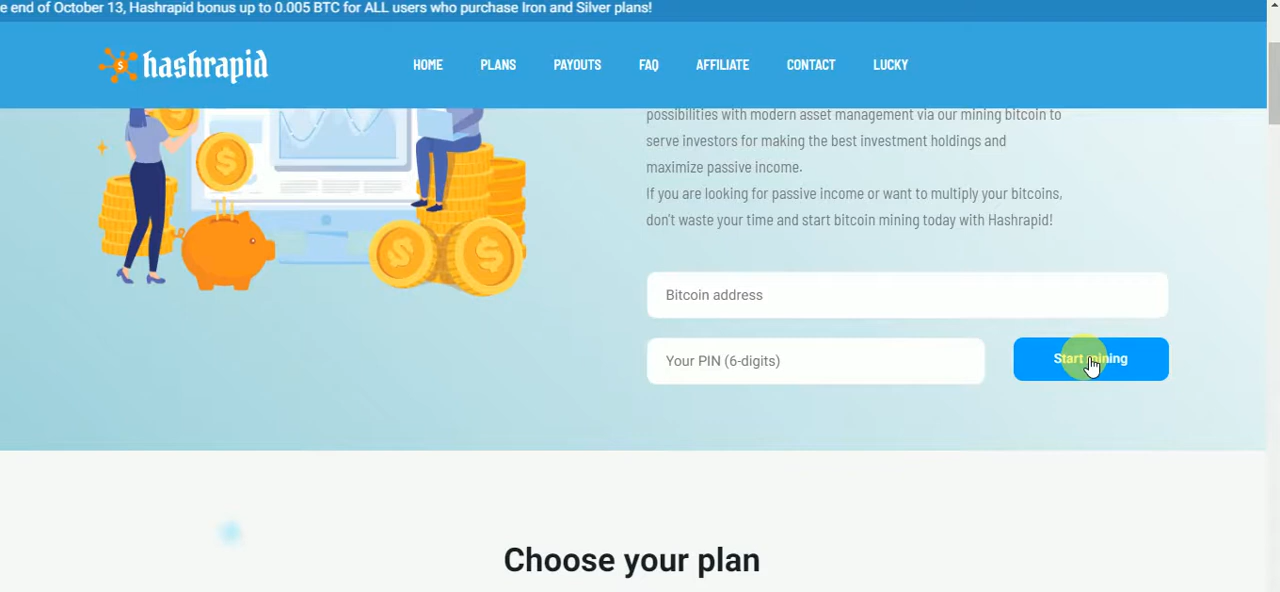 e end of October 13, Hashrapid bonus up to 0.005 BTC for ALL users who purchase Iron and Silver plans!
$ hashrapid
HOME PLANS PAYOUTS FAQ AFFILIATE CONTACT LUCKY
possibilities with modern asset management via our mining bitcoin to
serve investors for making the best investment holdings and
maximize passive income.
If you are looking for passive income or want to multiply your bitcoins,
don't waste your time and start bitcoin mining today with Hashrapid!
$
$
$
Bitcoin address
Your PIN (6-digits)
Start mining
Choose your plan